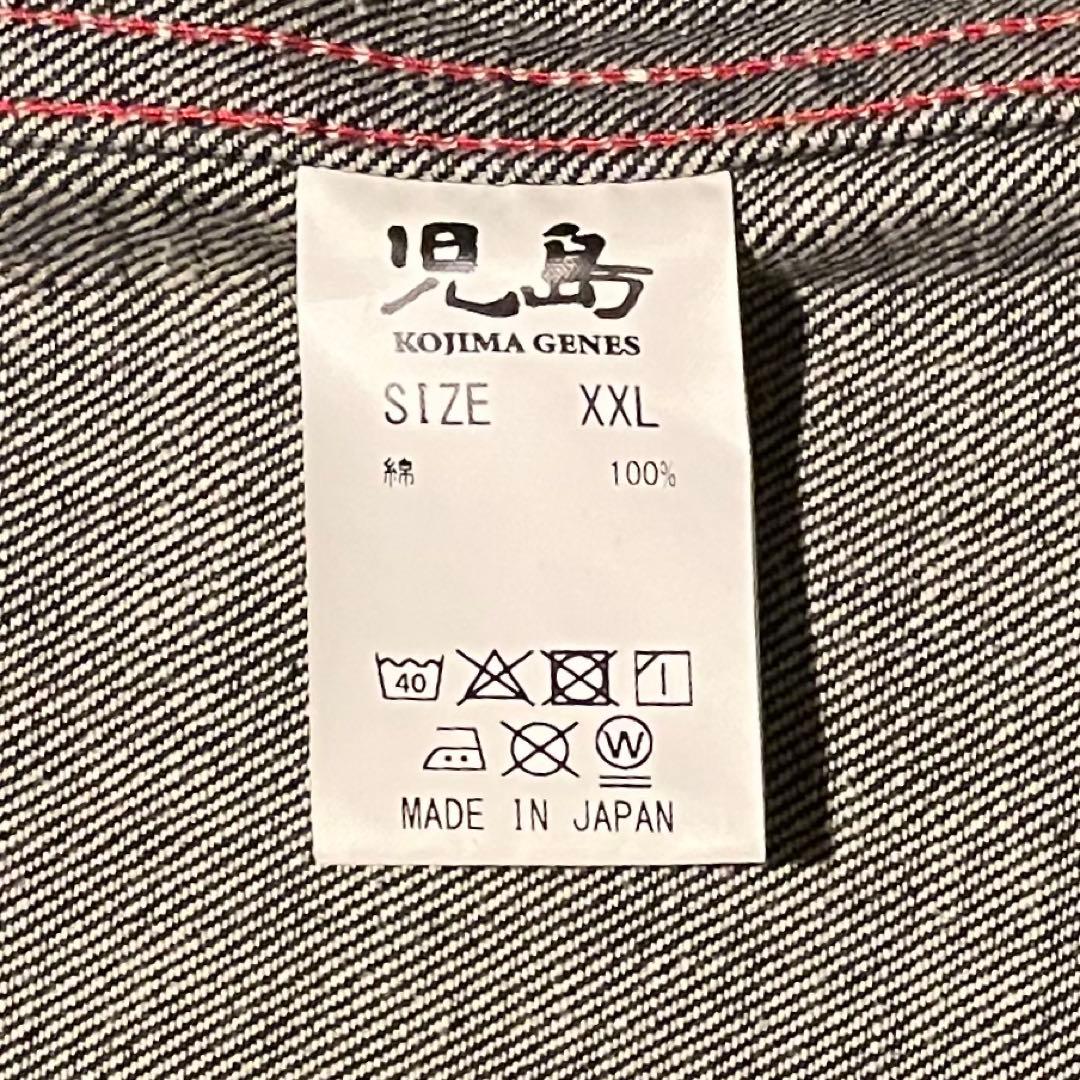 児島
KOJIMA GENES
SIZE XXL
綿 100%
40
W
MADE IN JAPAN